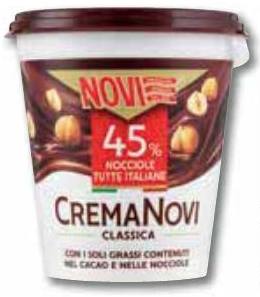 NOVI
45%
NOCCIOLE
TUTTE ITALIANE
CREMANOVI
CLASSICA
CON I SOLI GRASSI CONTENUTI
NEL CACAO E NELLE NOCCIOLE